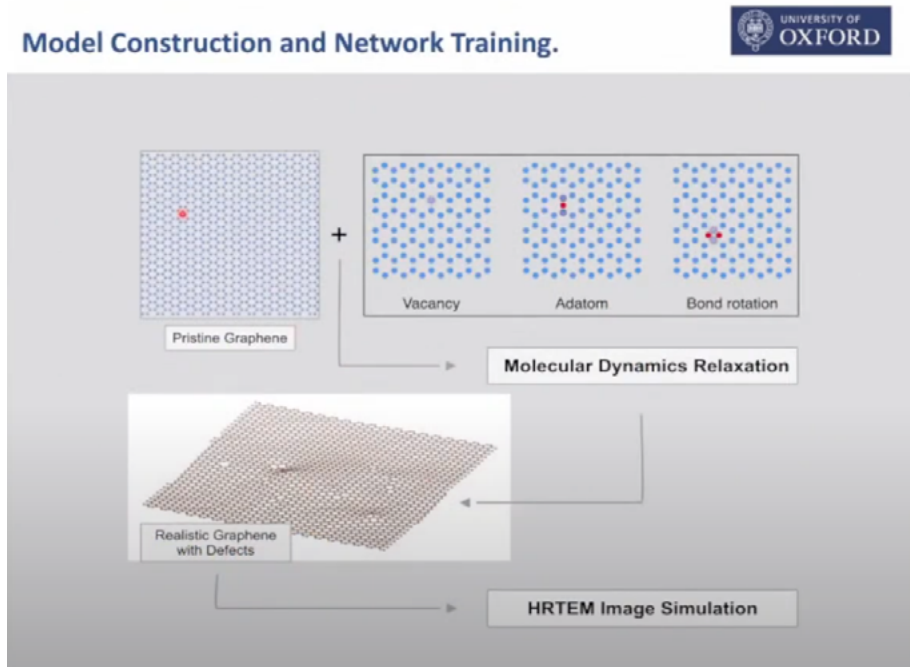 Model Construction and Network Training.
UNIVERSITY OF
OXFORD
+
Vacancy
Adatom
Bond rotation
Pristine Graphene
Molecular Dynamics Relaxation
Realistic Graphene
with Defects
HRTEM Image Simulation